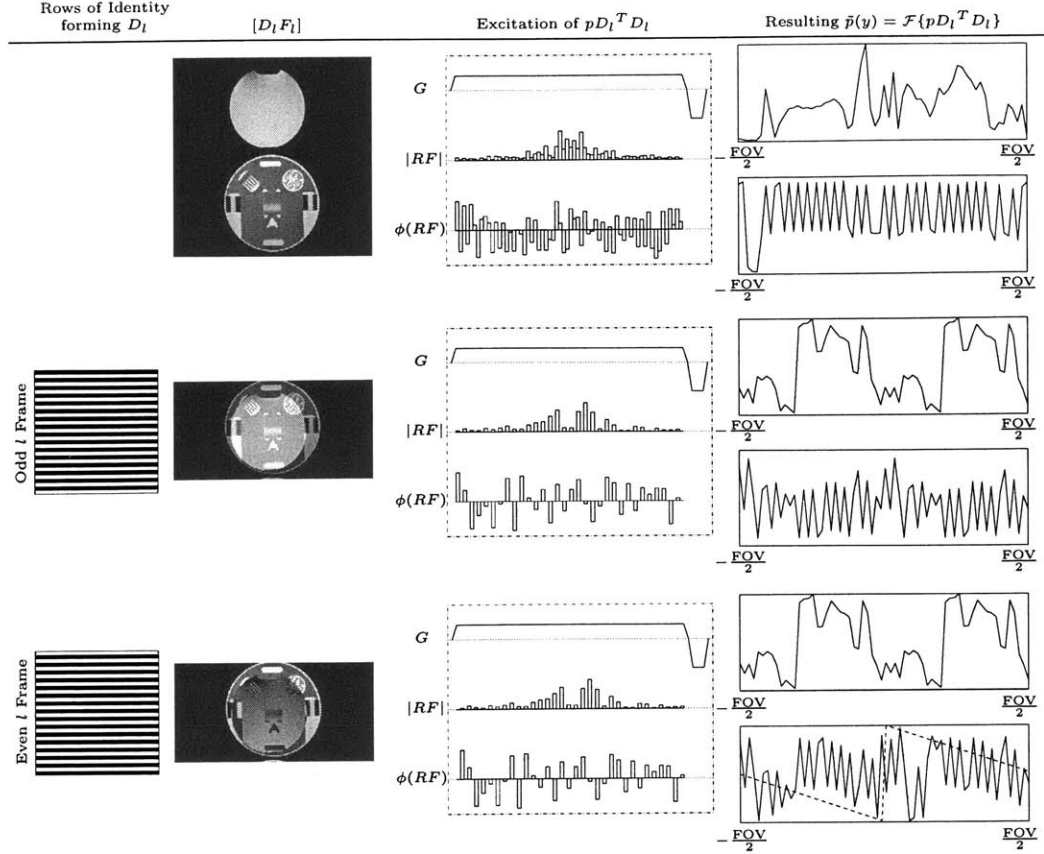 Rows of Identity
forming D_l
[D_l F_l]
Excitation of pD_l^T D_l
Resulting p̃(y) = ℱ{pD_l^T D_l}
G
|RF|
ϕ(RF)
−FOV/2
FOV/2
−FOV/2
FOV/2
Odd l Frame
G
|RF|
ϕ(RF)
−FOV/2
FOV/2
−FOV/2
FOV/2
Even l Frame
G
|RF|
ϕ(RF)
−FOV/2
FOV/2
−FOV/2
FOV/2